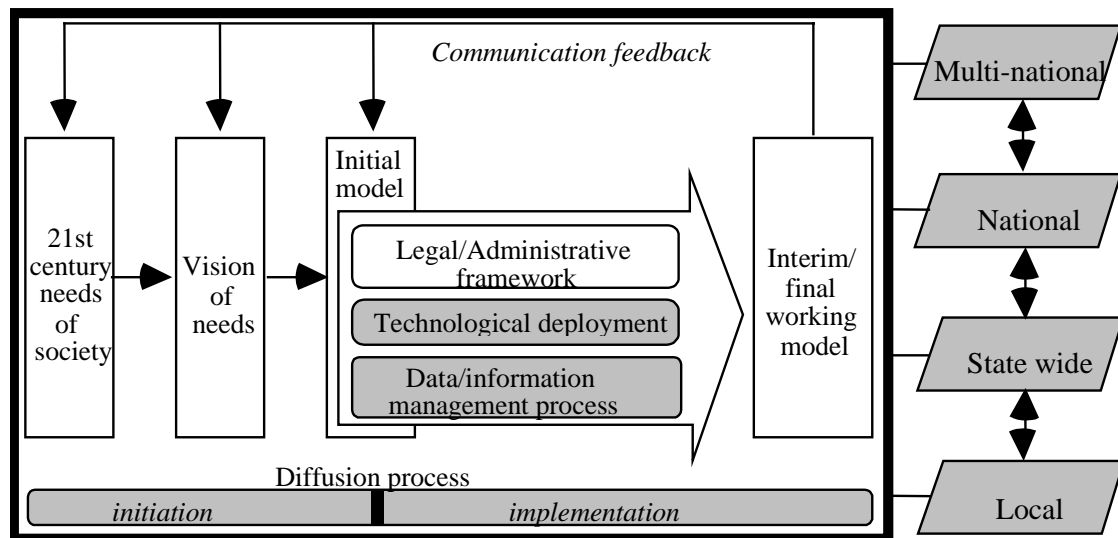 Communication feedback
21st
century
needs
of
society
Vision
of
needs
Initial
model
Legal/Administrative
framework
Technological deployment
Data/information
management process
Interim/
final
working
model
Diffusion process
initiation
implementation
Multi-national
National
State wide
Local